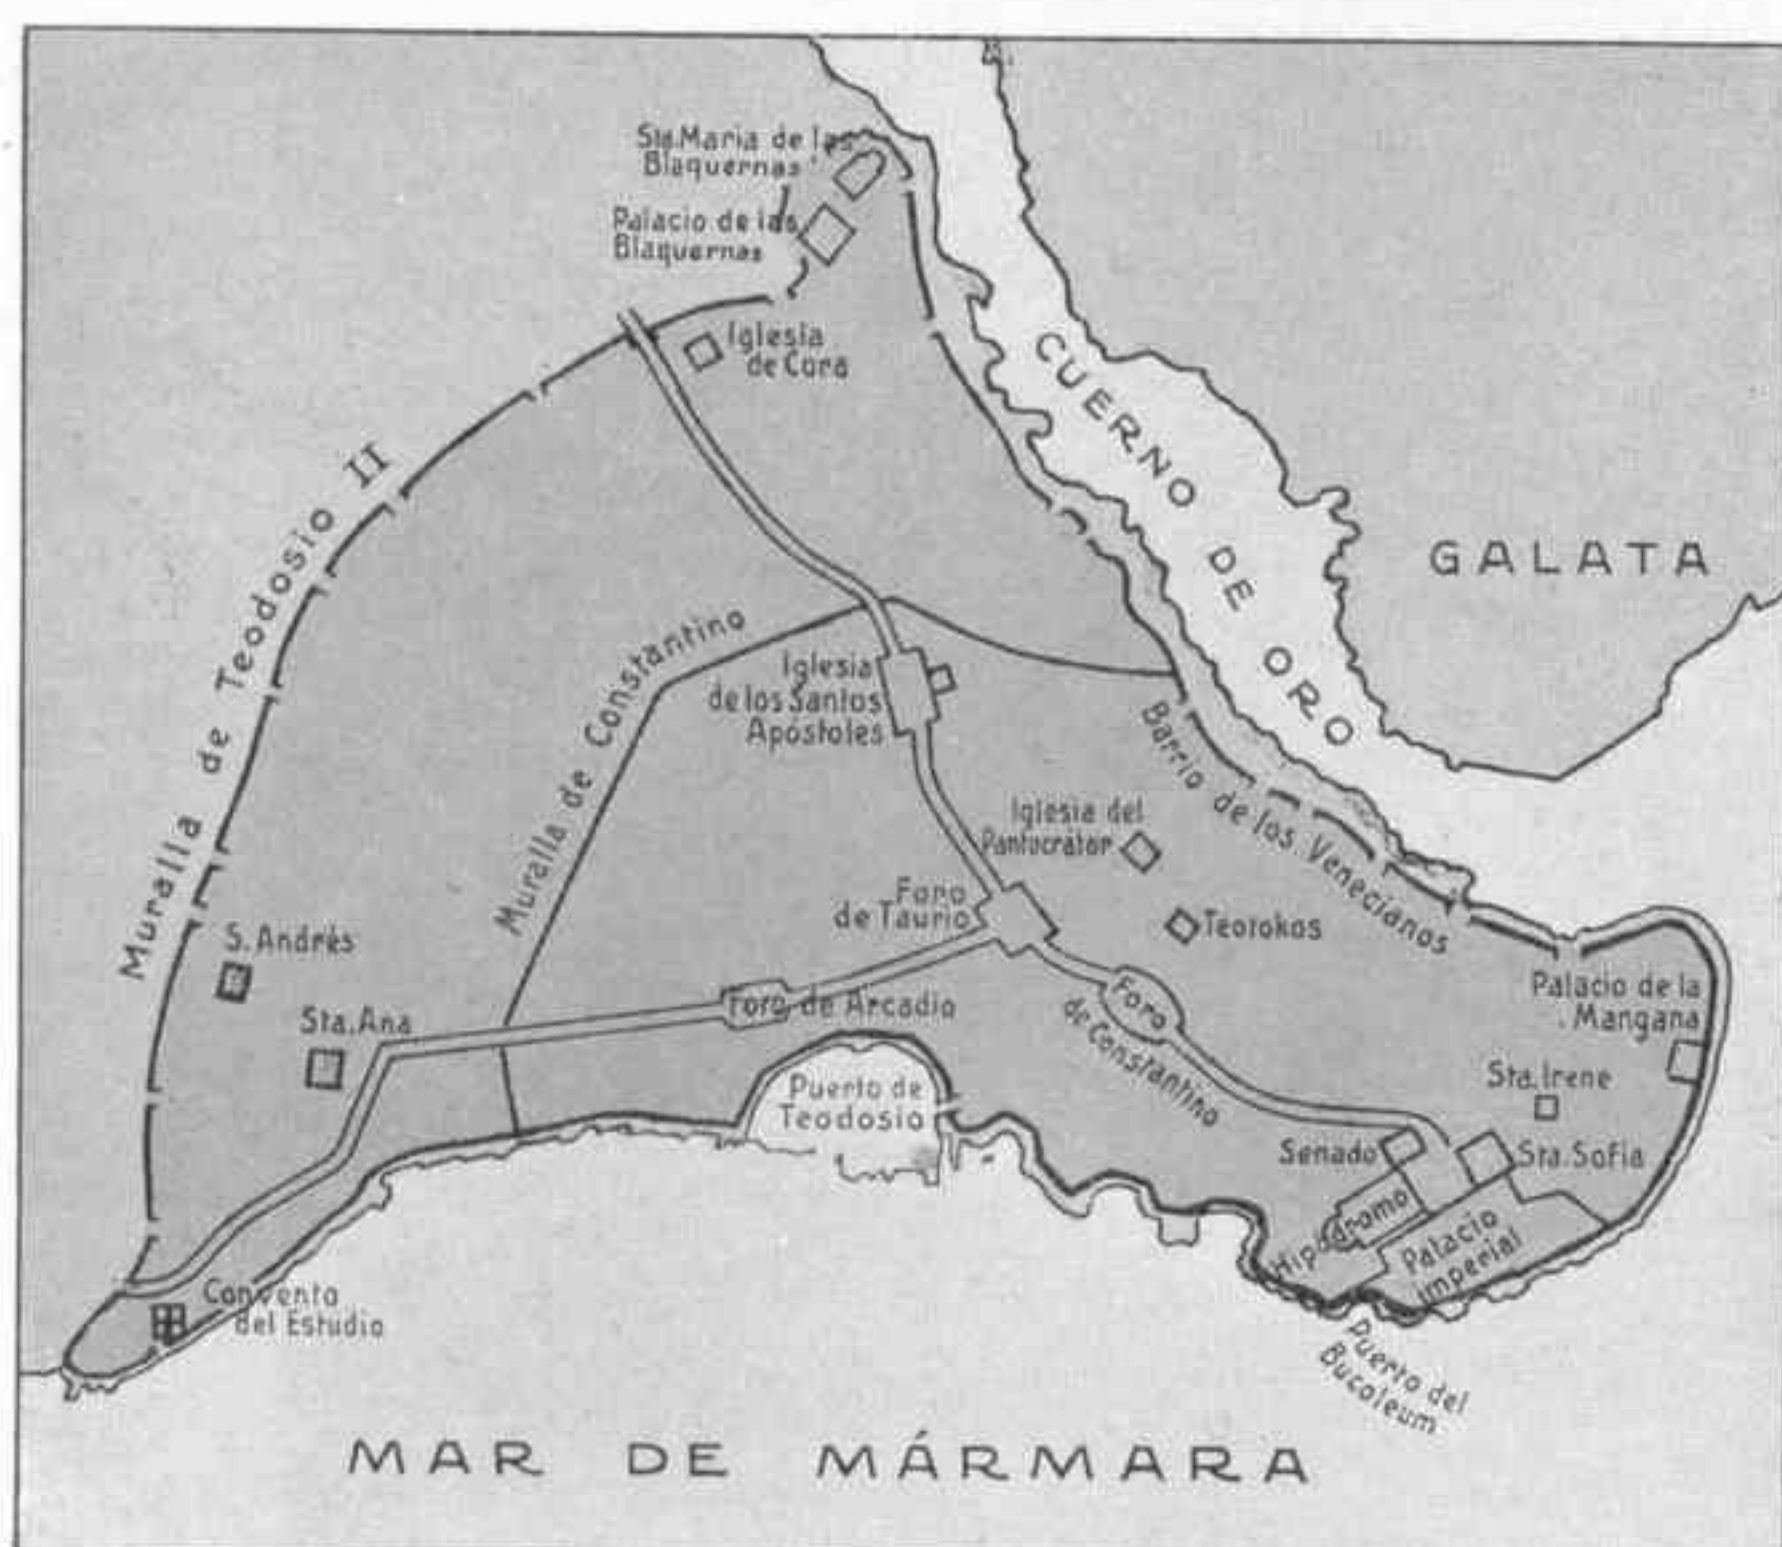 Sta.Maria de las
Blaquernas
Palacio de las
Blaquernas
Iglesia
de Cora
CUERNO DE ORO
GALATA
Muralla de Teodosio II
Muralla de Constantino
Iglesia
de los Santos
Apóstoles
Barrio de los Venecianos
Iglesia del
Pantocrátor
Foro
de Taurio
Teotokos
S. Andrés
Sta. Ana
Foro de Arcadio
Foro
de Constantino
Palacio de la
Mangana
Sta. Irene
Puerto de
Teodosio
Senado
Sta. Sofia
Hipódromo
Palacio
imperial
Convento
del Estudio
Puerto del
Bucoleum
MAR DE MÁRMARA